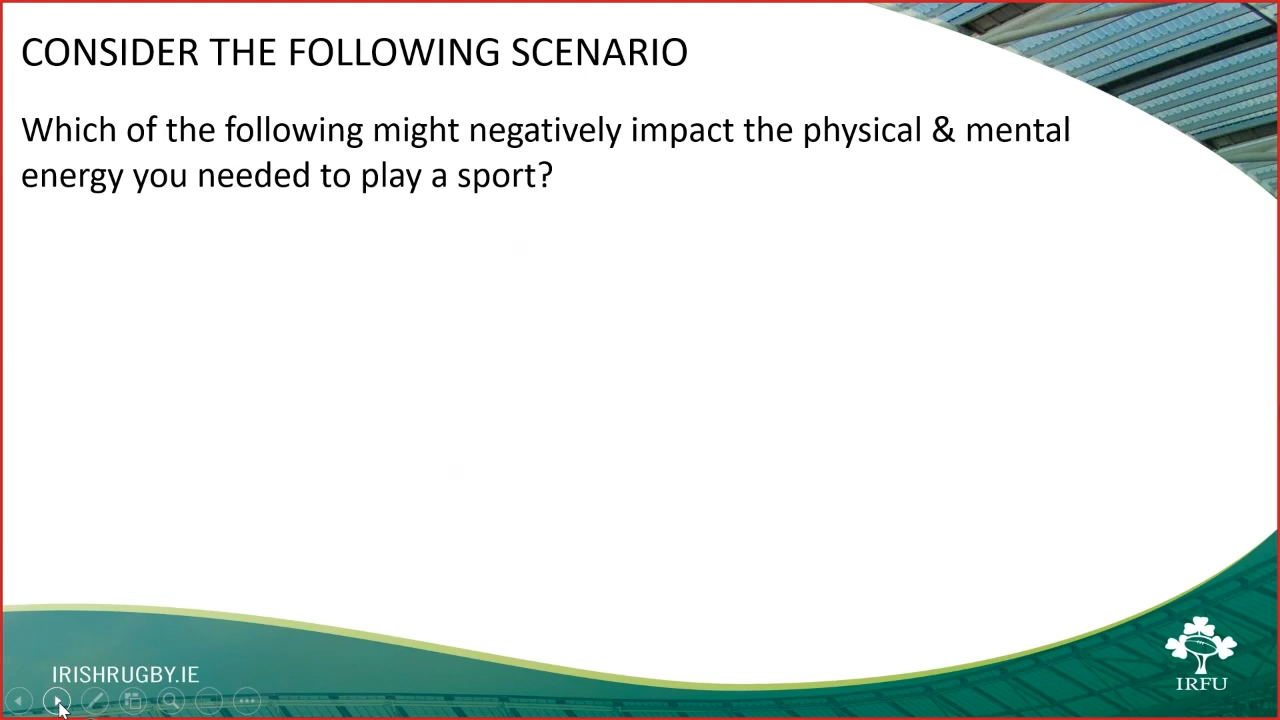 CONSIDER THE FOLLOWING SCENARIO
Which of the following might negatively impact the physical & mental
energy you needed to play a sport?
IRISHRUGBY.IE
IRFU